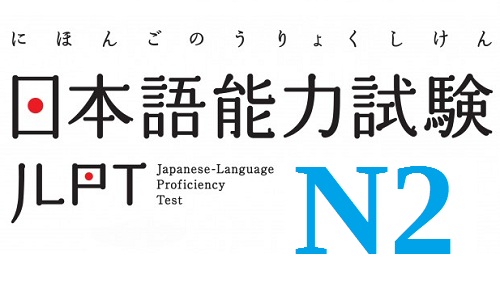 にほんごのうりょくしけん
日本語能力試験
JLPT
Japanese-Language
Proficiency
Test
N2